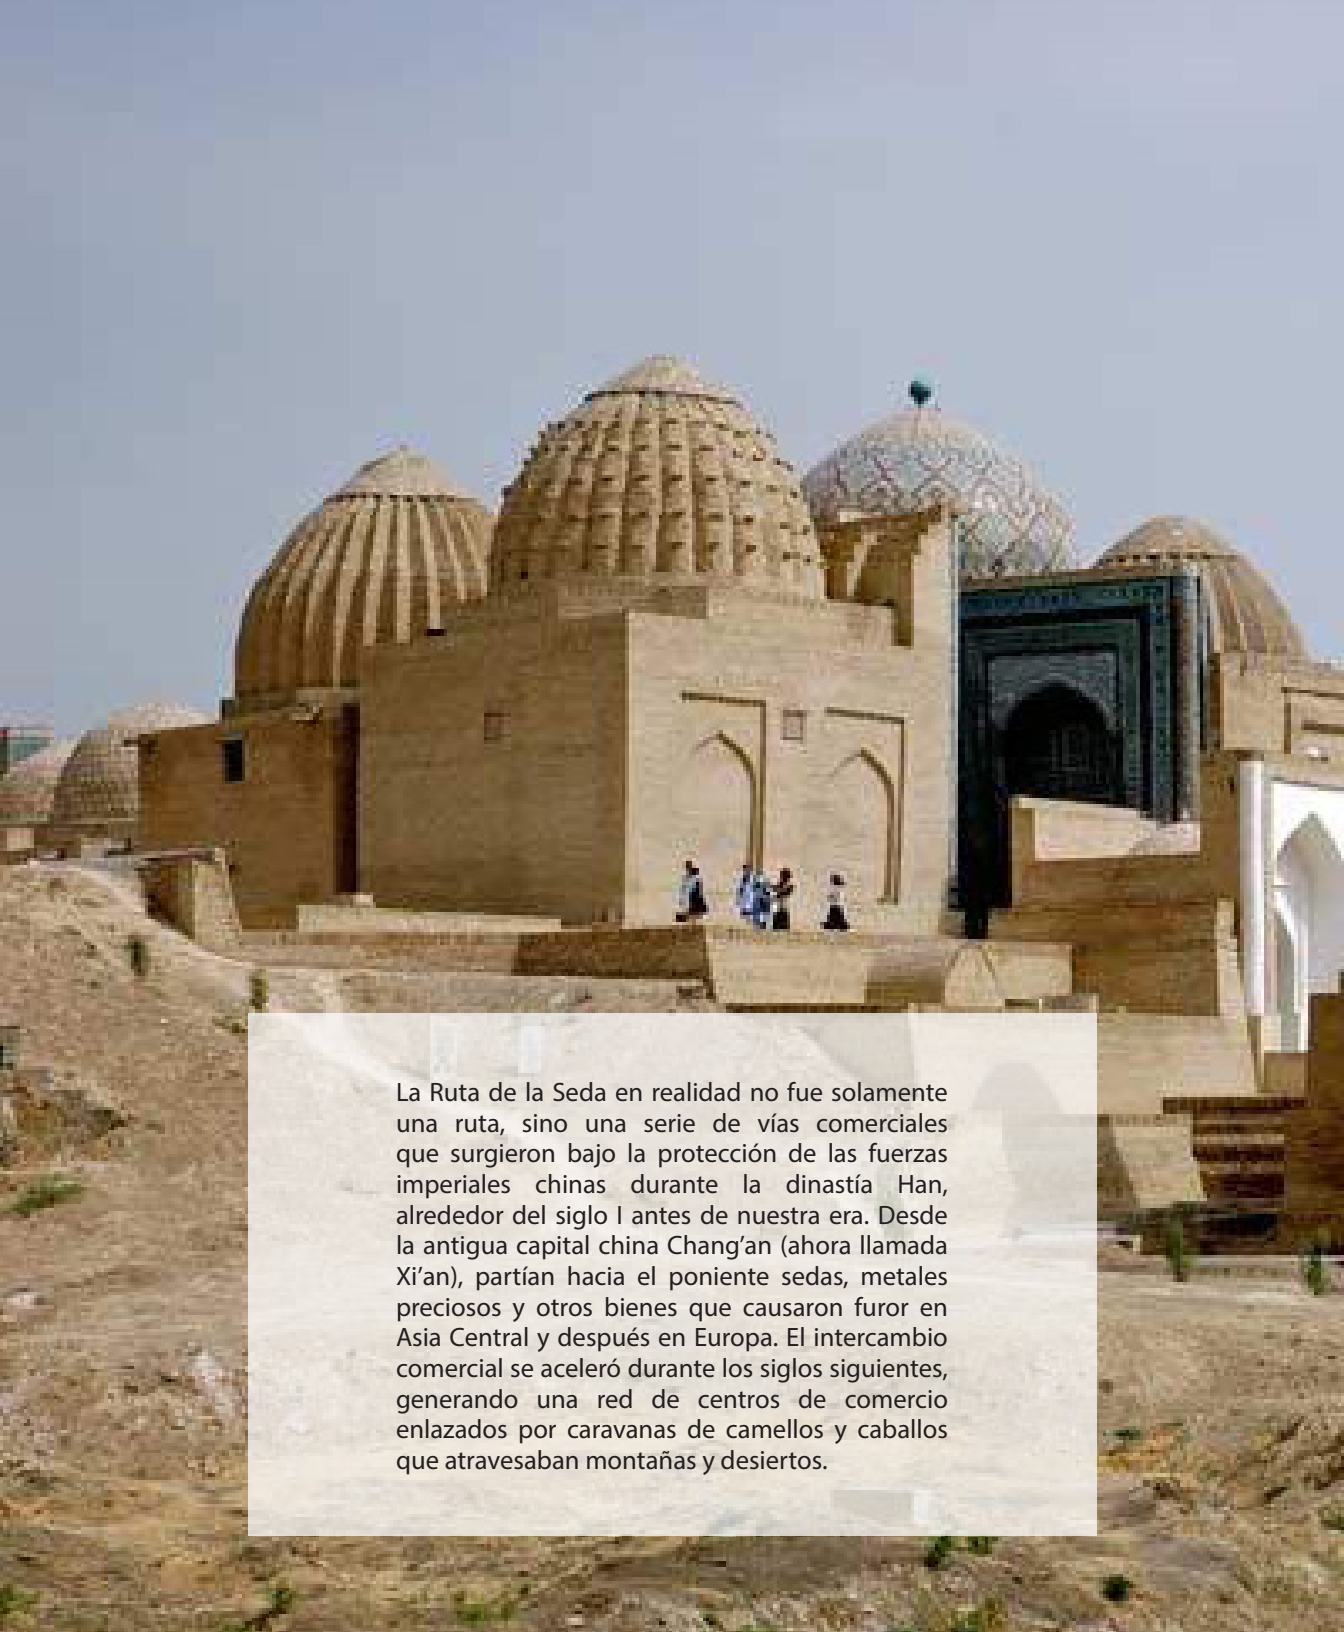 La Ruta de la Seda en realidad no fue solamente
una ruta, sino una serie de vías comerciales
que surgieron bajo la protección de las fuerzas
imperiales chinas durante la dinastía Han,
alrededor del siglo I antes de nuestra era. Desde
la antigua capital china Chang’an (ahora llamada
Xi’an), partían hacia el poniente sedas, metales
preciosos y otros bienes que causaron furor en
Asia Central y después en Europa. El intercambio
comercial se aceleró durante los siglos siguientes,
generando una red de centros de comercio
enlazados por caravanas de camellos y caballos
que atravesaban montañas y desiertos.